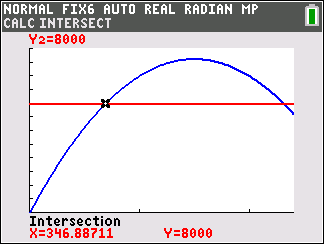 NORMAL FIX6 AUTO REAL RADIAN MP
CALC INTERSECT
Y2=8000
Intersection
X=346.88711 Y=8000